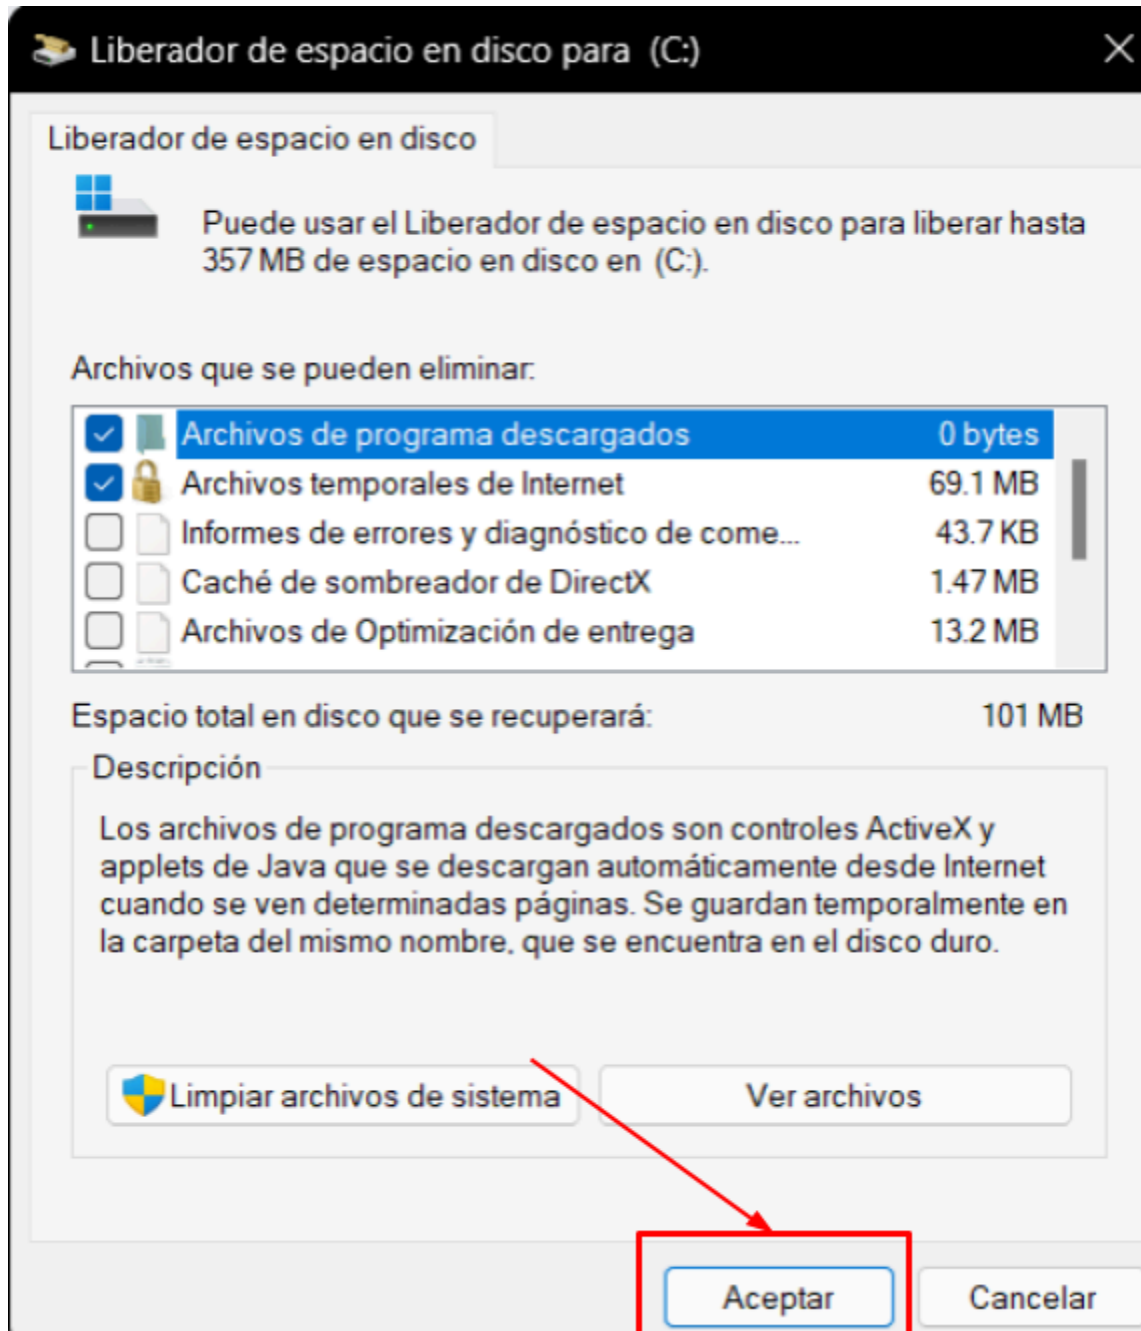 Liberador de espacio en disco para (C:)
Liberador de espacio en disco
Puede usar el Liberador de espacio en disco para liberar hasta
357 MB de espacio en disco en (C:).
Archivos que se pueden eliminar:
Archivos de programa descargados 0 bytes
Archivos temporales de Internet 69.1 MB
Informes de errores y diagnóstico de come... 43.7 KB
Caché de sombreador de DirectX 1.47 MB
Archivos de Optimización de entrega 13.2 MB
Espacio total en disco que se recuperará: 101 MB
Descripción
Los archivos de programa descargados son controles ActiveX y
applets de Java que se descargan automáticamente desde Internet
cuando se ven determinadas páginas. Se guardan temporalmente en
la carpeta del mismo nombre, que se encuentra en el disco duro.
Limpiar archivos de sistema Ver archivos
Aceptar Cancelar